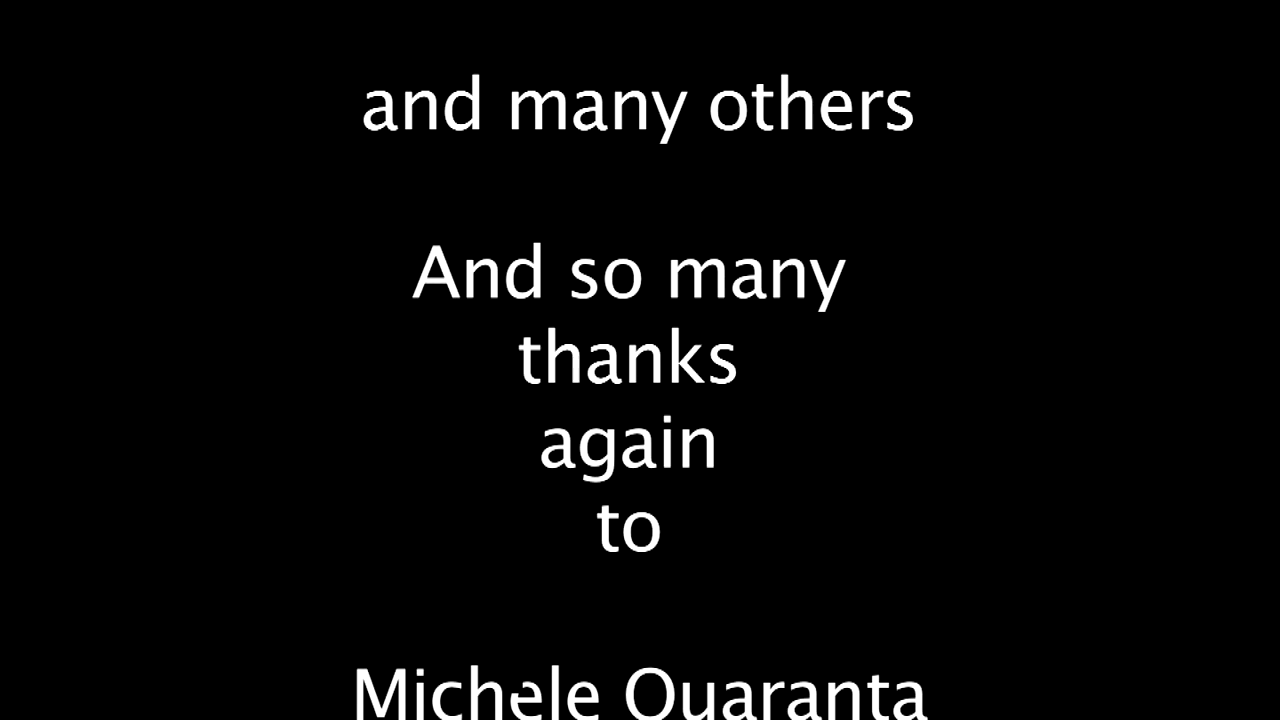 and many others
And so many
thanks
again
to
Michele Quaranta